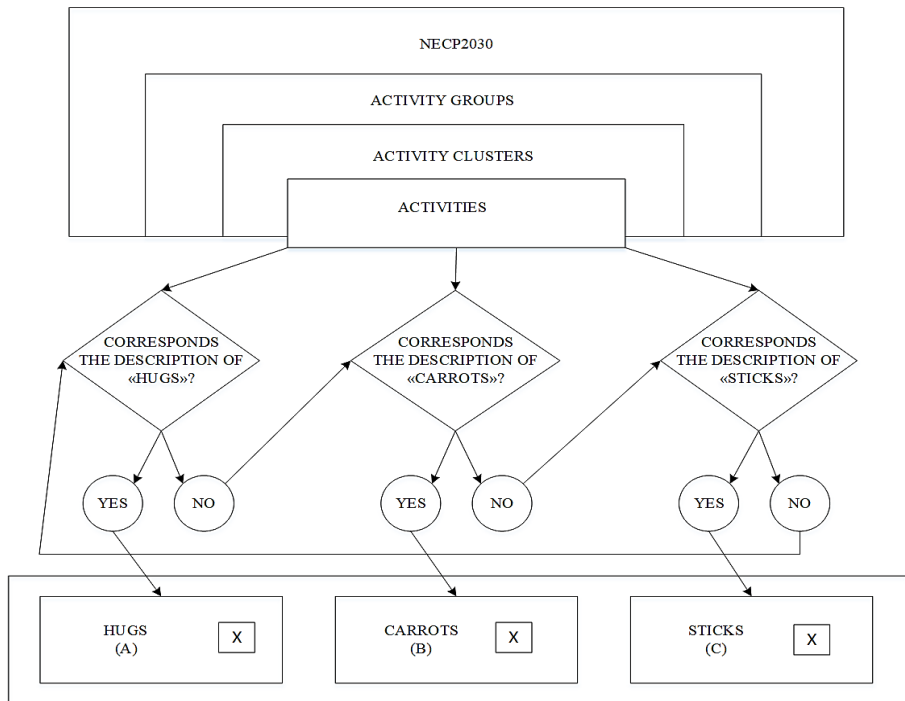 NECP2030
ACTIVITY GROUPS
ACTIVITY CLUSTERS
ACTIVITIES
CORRESPONDS
THE DESCRIPTION OF
«HUGS»?
CORRESPONDS
THE DESCRIPTION OF
«CARROTS»?
CORRESPONDS
THE DESCRIPTION OF
«STICKS»?
YES
NO
YES
NO
YES
NO
HUGS
(A)
X
CARROTS
(B)
X
STICKS
(C)
X